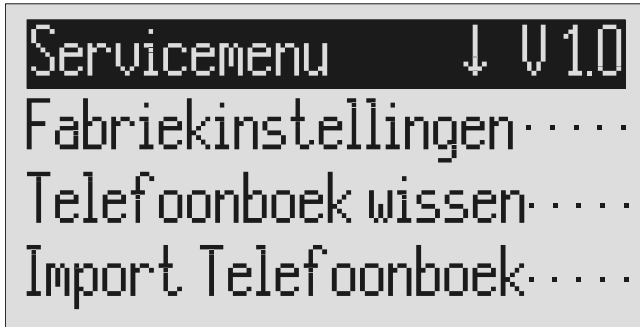 Servicemenu ↓ V1.0
Fabriekinstellingen·····
Telefoonboek wissen·····
Import Telefoonboek·····